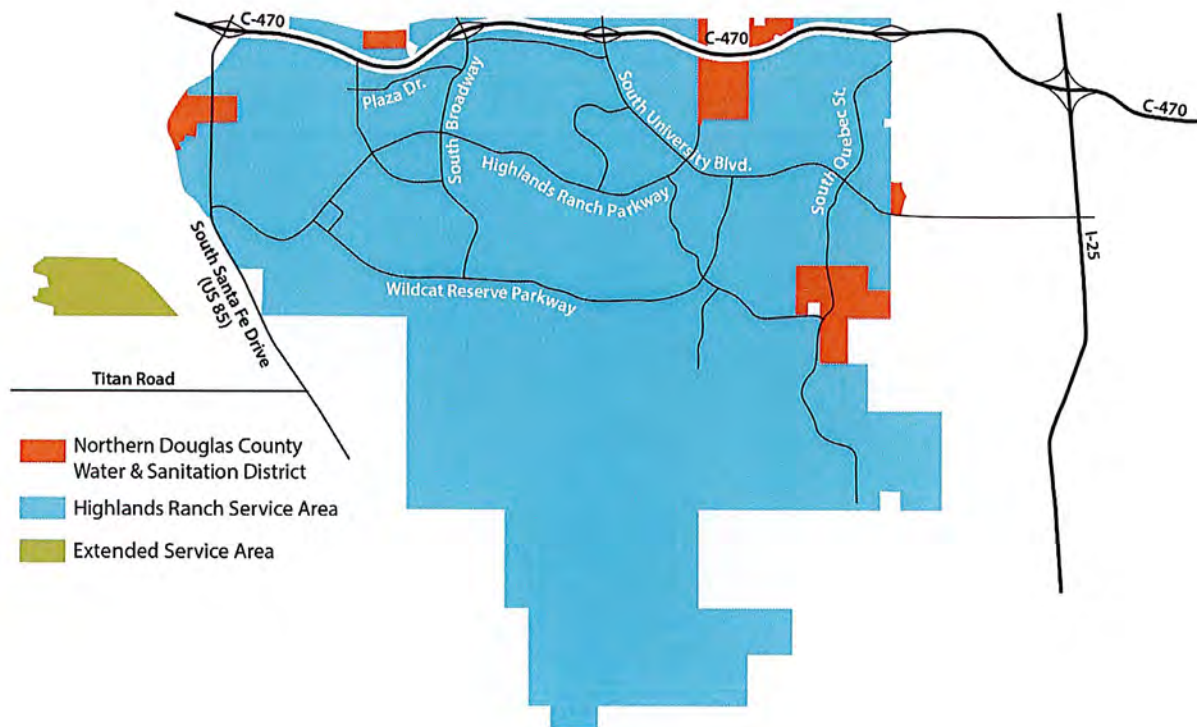 C-470
C-470
C-470
Plaza Dr.
South Broadway
South University Blvd.
South Quebec St.
Highlands Ranch Parkway
I-25
South Santa Fe Drive
(US 85)
Wildcat Reserve Parkway
Titan Road
Northern Douglas County
Water & Sanitation District
Highlands Ranch Service Area
Extended Service Area